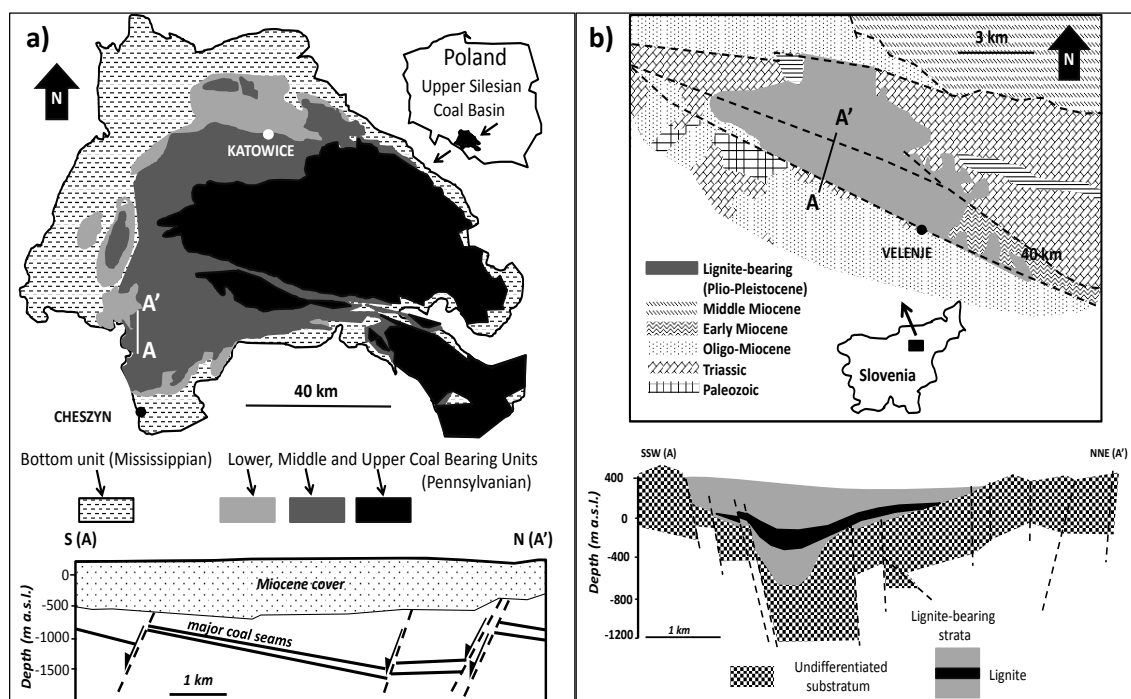 a)
N
Poland
Upper Silesian
Coal Basin
KATOWICE
A'
A
40 km
CHESZYN
Bottom unit (Mississippian)
Lower, Middle and Upper Coal Bearing Units
(Pennsylvanian)
S (A)
N (A')
0
-500
-1000
-1500
Depth (m a.s.l.)
Miocene cover
major coal seams
1 km
b)
3 km
N
A'
A
VELENJE
40 km
Lignite-bearing
(Plio-Pleistocene)
Middle Miocene
Early Miocene
Oligo-Miocene
Triassic
Paleozoic
Slovenia
SSW (A)
NNE (A')
400
0
-400
-800
-1200
Depth (m a.s.l.)
1 km
Lignite-bearing
strata
Undifferentiated
substratum
Lignite